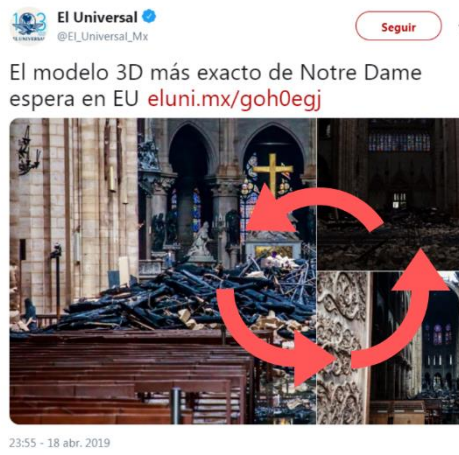 El Universal
@El_Universal_Mx
Seguir
El modelo 3D más exacto de Notre Dame
espera en EU eluni.mx/goh0egj
23:55 - 18 abr. 2019